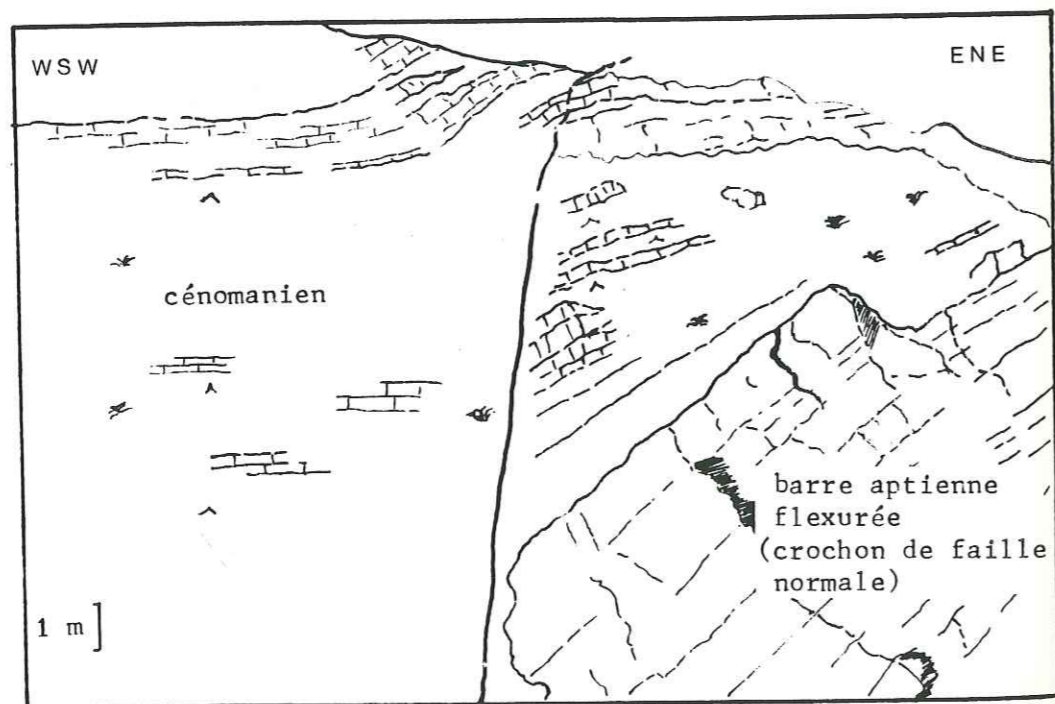 WSW
ENE
cénomanien
barre aptienne
flexurée
(crochon de faille
normale)
1 m